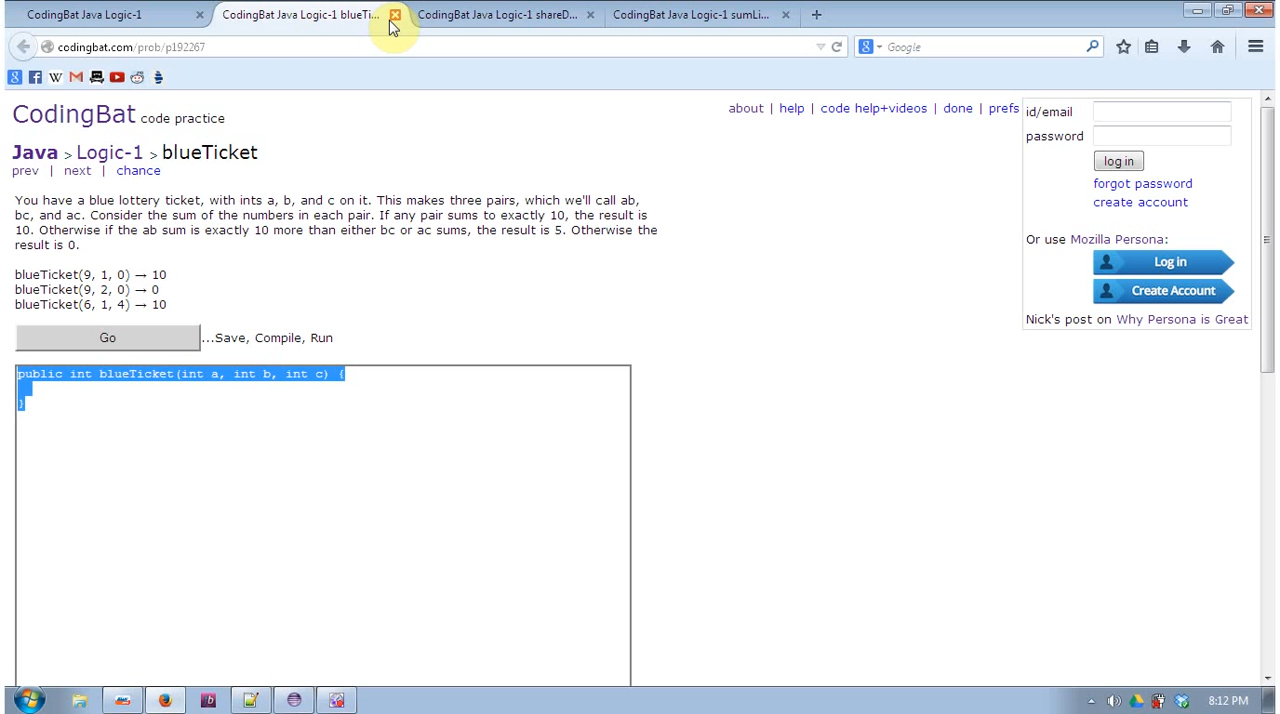 CodingBat Java Logic-1
CodingBat Java Logic-1 blueTi...
CodingBat Java Logic-1 shareD...
CodingBat Java Logic-1 sumLi...
codingbat.com/prob/p192267
Google
CodingBat code practice
about | help | code help+videos | done | prefs
id/email
password
log in
forgot password
create account
Or use Mozilla Persona:
Log in
Create Account
Nick's post on Why Persona is Great
Java > Logic-1 > blueTicket
prev | next | chance
You have a blue lottery ticket, with ints a, b, and c on it. This makes three pairs, which we'll call ab,
bc, and ac. Consider the sum of the numbers in each pair. If any pair sums to exactly 10, the result is
10. Otherwise if the ab sum is exactly 10 more than either bc or ac sums, the result is 5. Otherwise the
result is 0.
blueTicket(9, 1, 0) → 10
blueTicket(9, 2, 0) → 0
blueTicket(6, 1, 4) → 10
Go ...Save, Compile, Run
public int blueTicket(int a, int b, int c) {
}
8:12 PM